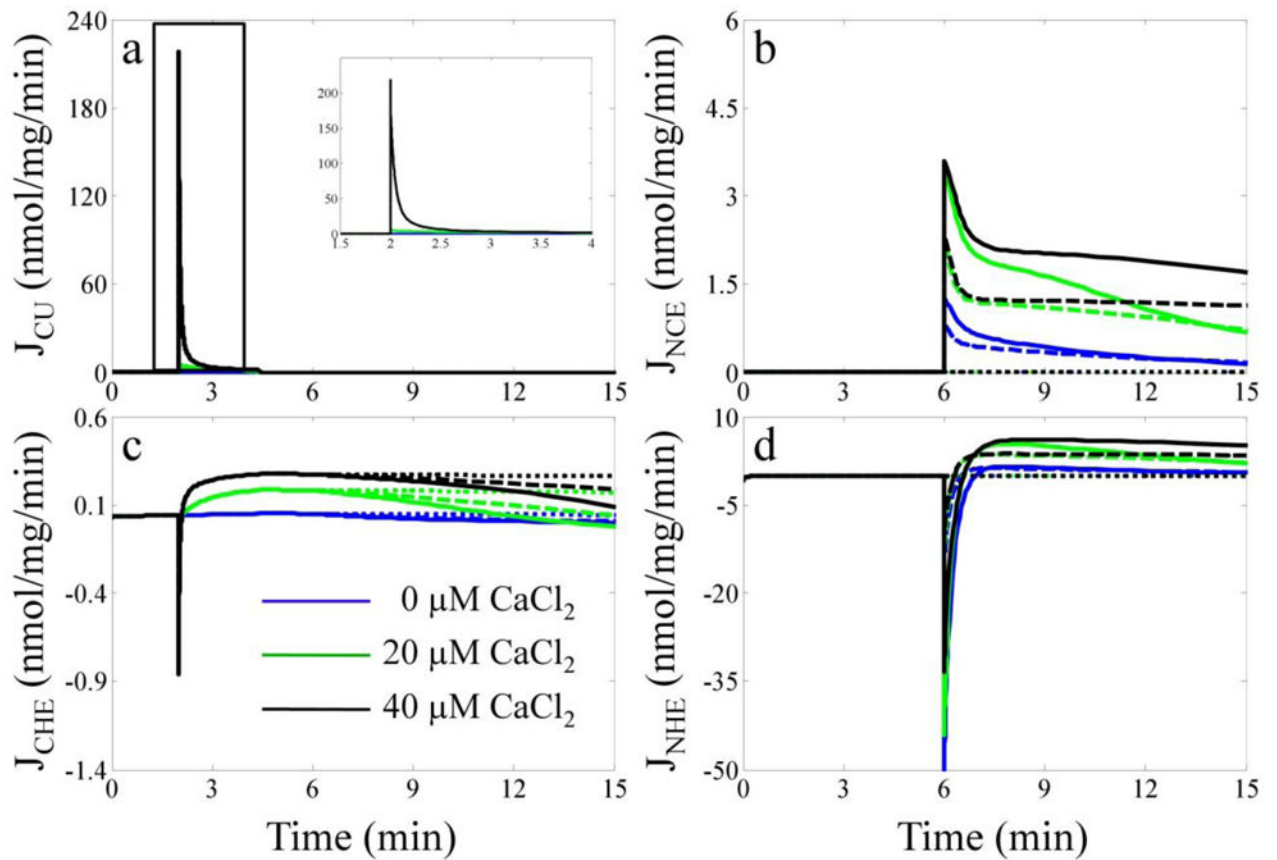 a
J_CU (nmol/mg/min)
240
180
120
60
0
0 3 6 9 12 15
200
150
100
50
0
1.5 2 2.5 3 3.5 4
b
J_NCE (nmol/mg/min)
6
4.5
3
1.5
0
0 3 6 9 12 15
c
J_CHE (nmol/mg/min)
0.6
0.1
-0.4
-0.9
-1.4
0 μM CaCl₂
20 μM CaCl₂
40 μM CaCl₂
0 3 6 9 12 15
Time (min)
d
J_NHE (nmol/mg/min)
10
-5
-20
-35
-50
0 3 6 9 12 15
Time (min)